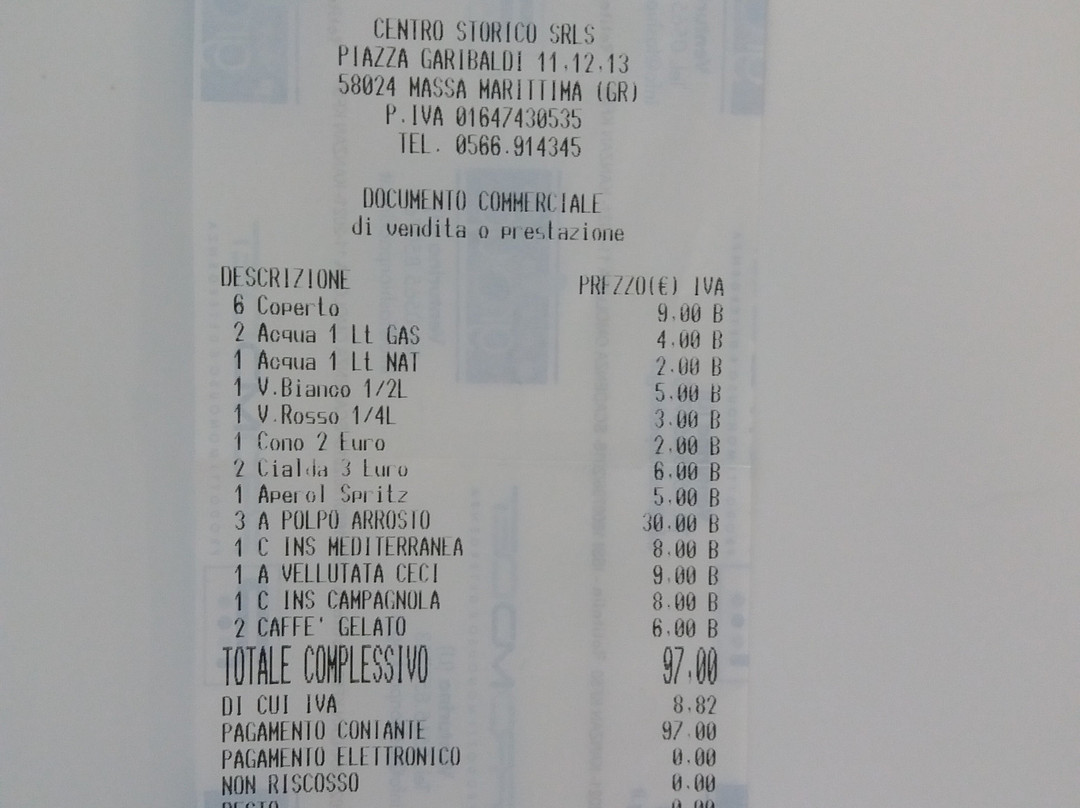 CENTRO STORICO SRLS
PIAZZA GARIBALDI 11.12.13
58024 MASSA MARITTIMA (GR)
P.IVA 01647430535
TEL. 0566.914345
DOCUMENTO COMMERCIALE
di vendita o prestazione
DESCRIZIONE PREZZO(€) IVA
6 Coperto 9.00 B
2 Acqua 1 Lt GAS 4.00 B
1 Acqua 1 Lt NAT 2.00 B
1 V.Bianco 1/2L 5.00 B
1 V.Rosso 1/4L 3.00 B
1 Cono 2 Euro 2.00 B
2 Cialda 3 Euro 6.00 B
1 Aperol Spritz 5.00 B
3 A POLPO ARROSTO 30.00 B
1 C INS MEDITERRANEA 8.00 B
1 A VELLUTATA CECI 9.00 B
1 C INS CAMPAGNOLA 8.00 B
2 CAFFE' GELATO 6.00 B
TOTALE COMPLESSIVO 97.00
DI CUI IVA 8.82
PAGAMENTO CONTANTE 97.00
PAGAMENTO ELETTRONICO 0.00
NON RISCOSSO 0.00
RESTO 0.00